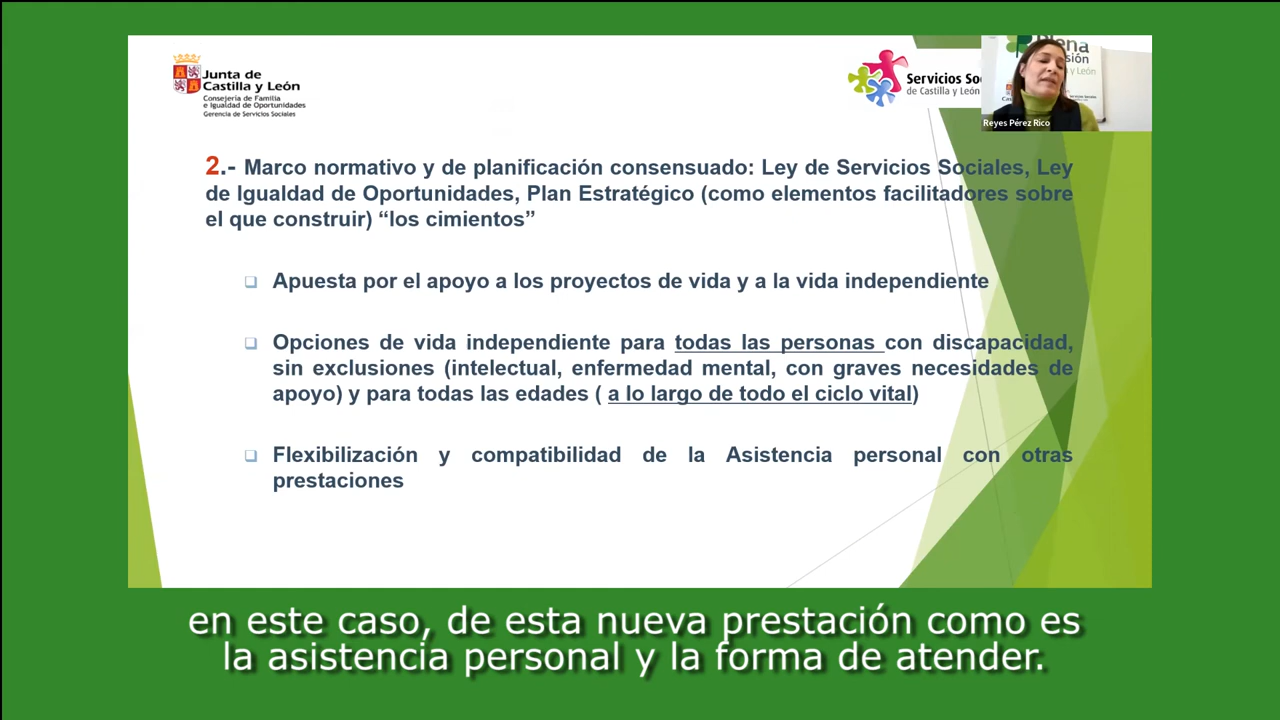 Junta de
Castilla y León
Consejería de Familia
e Igualdad de Oportunidades
Gerencia de Servicios Sociales
Servicios Soc
de Castilla y León
Plena
sión
a y León
Reyes Pérez Rico
2.- Marco normativo y de planificación consensuado: Ley de Servicios Sociales, Ley
de Igualdad de Oportunidades, Plan Estratégico (como elementos facilitadores sobre
el que construir) “los cimientos”
Apuesta por el apoyo a los proyectos de vida y a la vida independiente
Opciones de vida independiente para todas las personas con discapacidad,
sin exclusiones (intelectual, enfermedad mental, con graves necesidades de
apoyo) y para todas las edades ( a lo largo de todo el ciclo vital)
Flexibilización y compatibilidad de la Asistencia personal con otras
prestaciones
en este caso, de esta nueva prestación como es
la asistencia personal y la forma de atender.